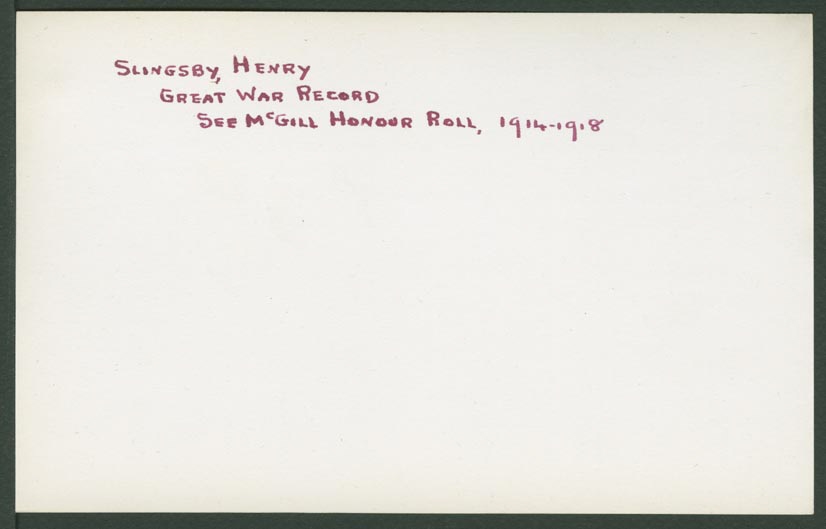 Slingsby, Henry
Great War Record
See McGill Honour Roll, 1914-1918